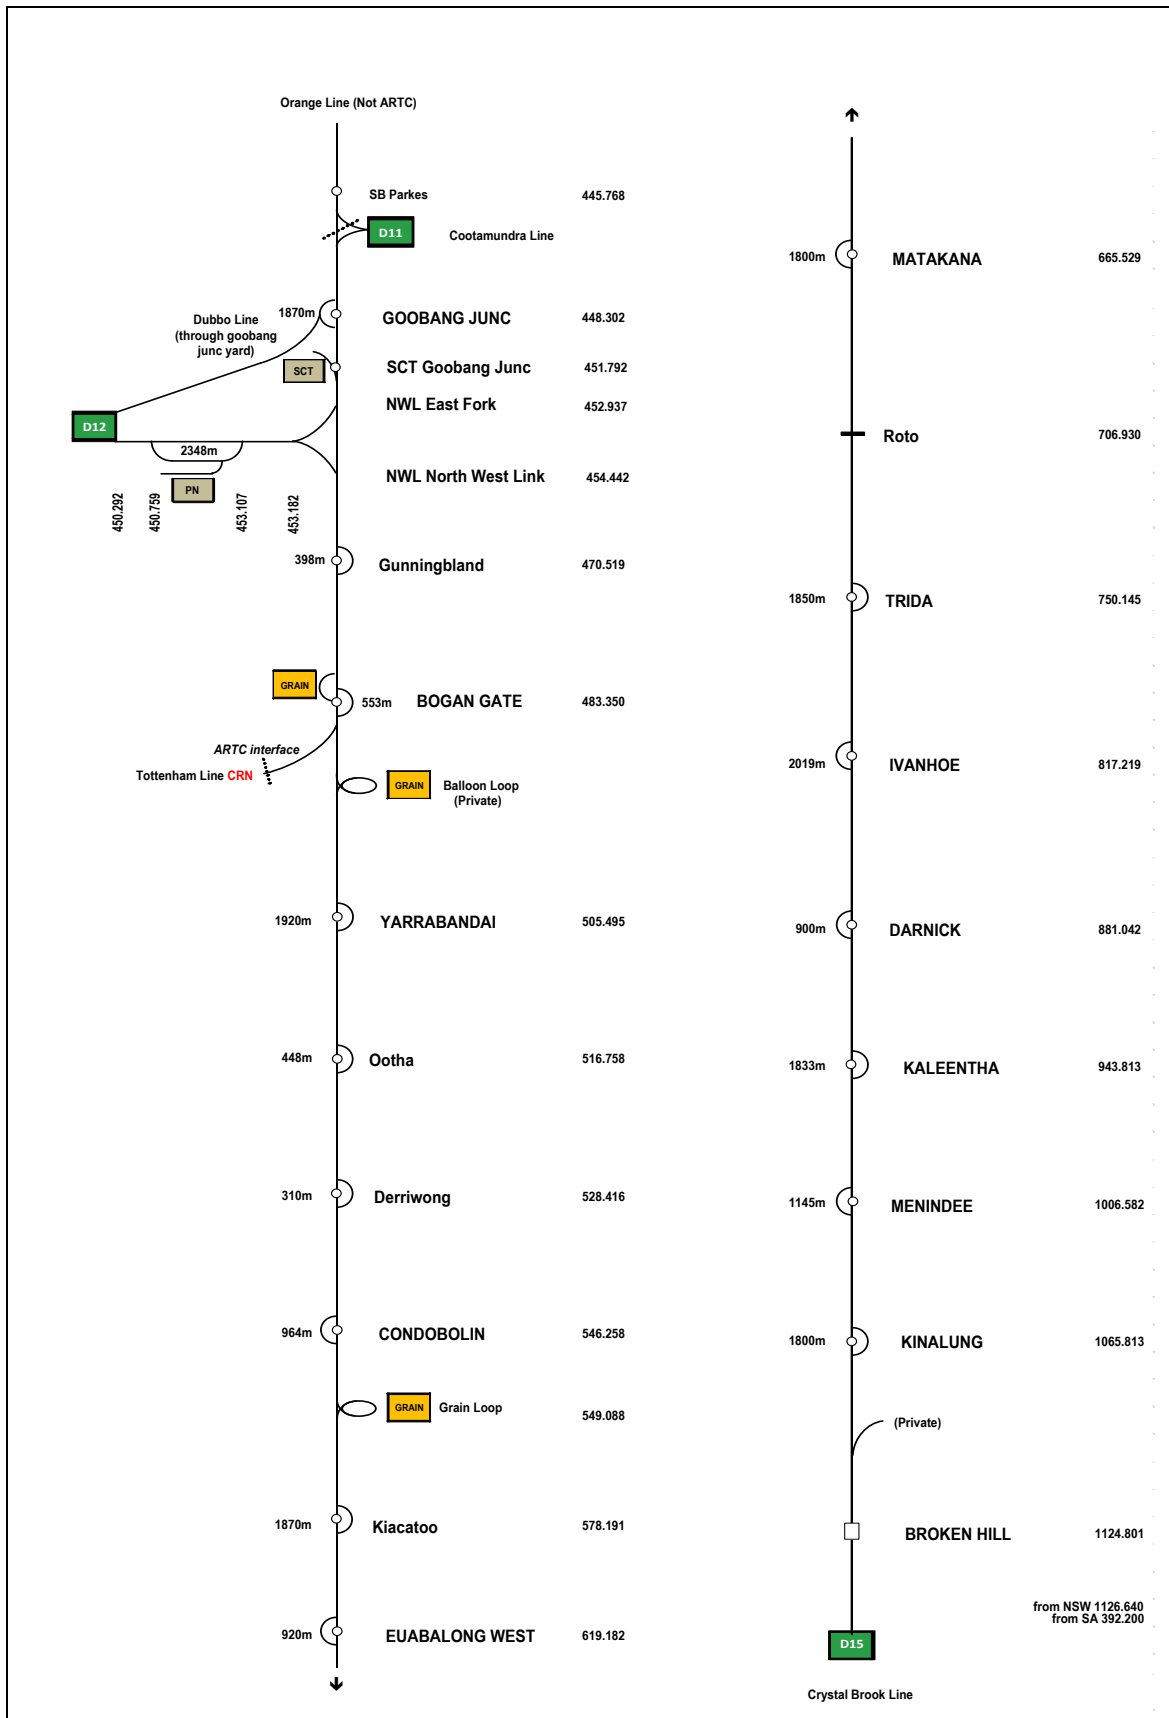 Orange Line (Not ARTC)
SB Parkes 445.768
D11
Cootamundra Line
1870m GOOBANG JUNC 448.302
Dubbo Line
(through goobang
junc yard)
SCT SCT Goobang Junc 451.792
NWL East Fork 452.937
D12
2348m
NWL North West Link 454.442
PN
450.292 450.759 453.107 453.182
398m Gunningbland 470.519
GRAIN
553m BOGAN GATE 483.350
ARTC interface
Tottenham Line CRN
GRAIN Balloon Loop
(Private)
1920m YARRABANDAI 505.495
448m Ootha 516.758
310m Derriwong 528.416
964m CONDOBOLIN 546.258
GRAIN Grain Loop 549.088
1870m Kiacatoo 578.191
920m EUABALONG WEST 619.182
1800m MATAKANA 665.529
Roto 706.930
1850m TRIDA 750.145
2019m IVANHOE 817.219
900m DARNICK 881.042
1833m KALEENTHA 943.813
1145m MENINDEE 1006.582
1800m KINALUNG 1065.813
(Private)
BROKEN HILL 1124.801
from NSW 1126.640
from SA 392.200
D15
Crystal Brook Line